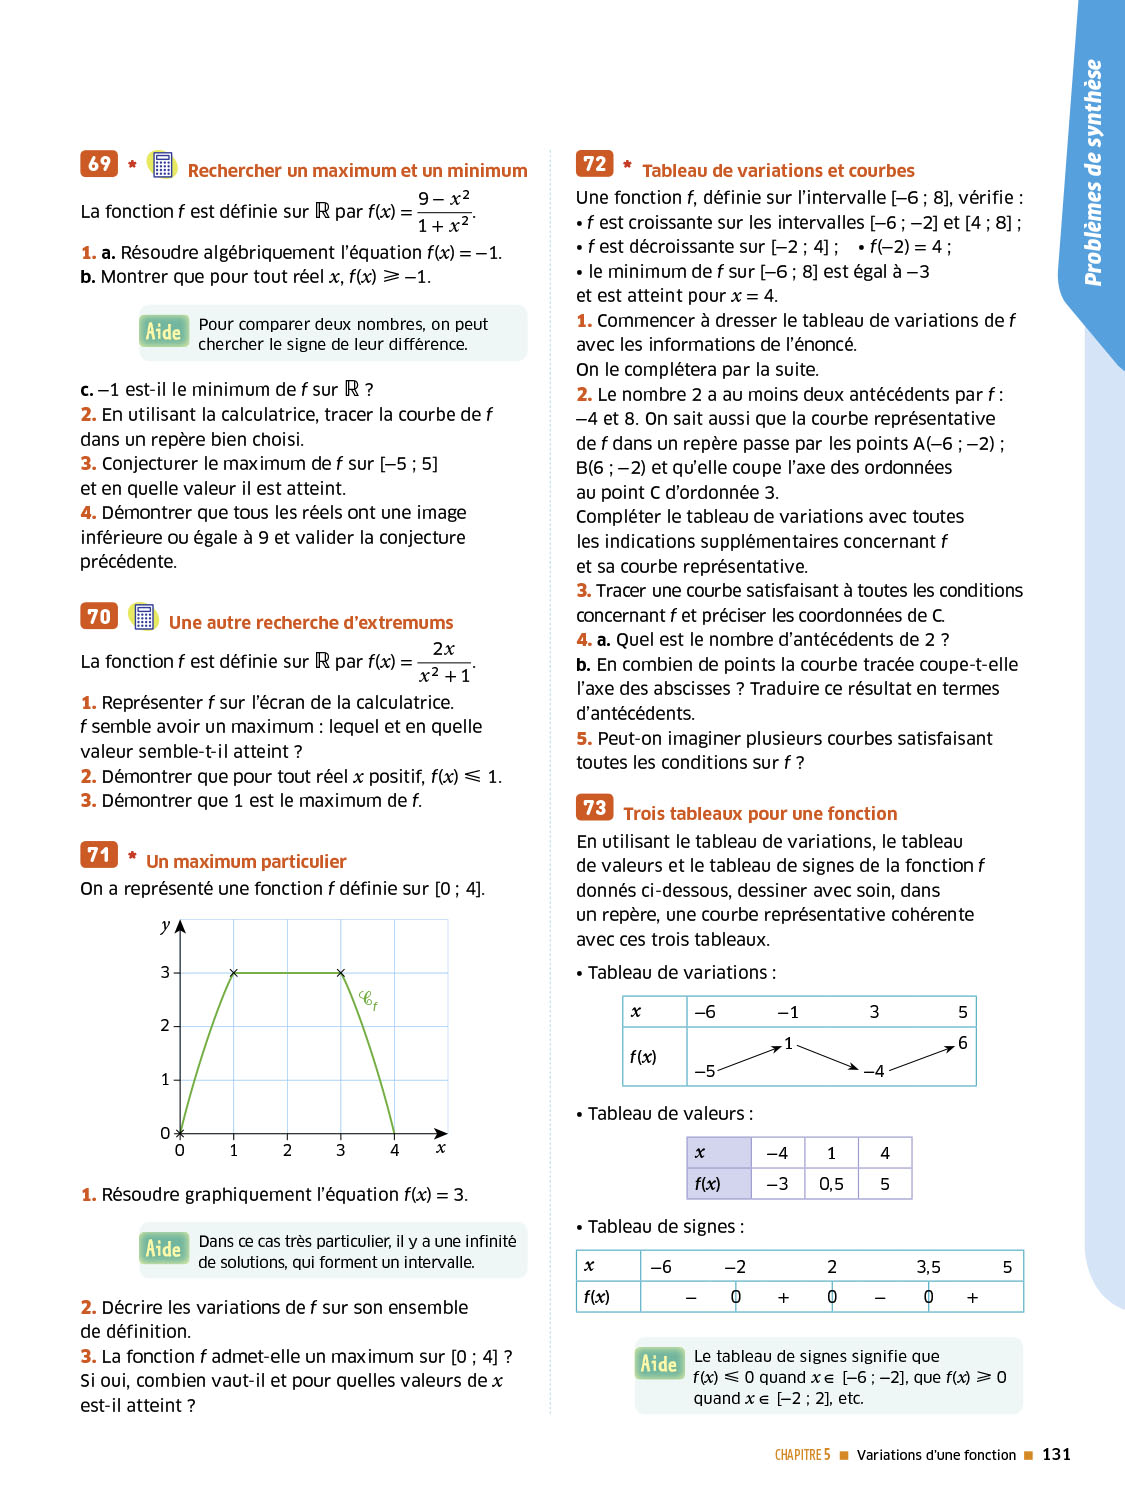 Problèmes de synthèse
69 * Rechercher un maximum et un minimum
La fonction f est définie sur ℝ par f(x) = (9 – x²)/(1 + x²).
1. a. Résoudre algébriquement l'équation f(x) = –1.
b. Montrer que pour tout réel x, f(x) ⩾ –1.
Aide Pour comparer deux nombres, on peut
chercher le signe de leur différence.
c. –1 est-il le minimum de f sur ℝ ?
2. En utilisant la calculatrice, tracer la courbe de f
dans un repère bien choisi.
3. Conjecturer le maximum de f sur [–5 ; 5]
et en quelle valeur il est atteint.
4. Démontrer que tous les réels ont une image
inférieure ou égale à 9 et valider la conjecture
précédente.
70 Une autre recherche d'extremums
La fonction f est définie sur ℝ par f(x) = 2x/(x² + 1).
1. Représenter f sur l'écran de la calculatrice.
f semble avoir un maximum : lequel et en quelle
valeur semble-t-il atteint ?
2. Démontrer que pour tout réel x positif, f(x) ⩽ 1.
3. Démontrer que 1 est le maximum de f.
71 * Un maximum particulier
On a représenté une fonction f définie sur [0 ; 4].
y
3
𝒞f
2
1
0
0 1 2 3 4 x
1. Résoudre graphiquement l'équation f(x) = 3.
Aide Dans ce cas très particulier, il y a une infinité
de solutions, qui forment un intervalle.
2. Décrire les variations de f sur son ensemble
de définition.
3. La fonction f admet-elle un maximum sur [0 ; 4] ?
Si oui, combien vaut-il et pour quelles valeurs de x
est-il atteint ?
72 * Tableau de variations et courbes
Une fonction f, définie sur l'intervalle [–6 ; 8], vérifie :
• f est croissante sur les intervalles [–6 ; –2] et [4 ; 8] ;
• f est décroissante sur [–2 ; 4] ; • f(–2) = 4 ;
• le minimum de f sur [–6 ; 8] est égal à –3
et est atteint pour x = 4.
1. Commencer à dresser le tableau de variations de f
avec les informations de l'énoncé.
On le complétera par la suite.
2. Le nombre 2 a au moins deux antécédents par f :
–4 et 8. On sait aussi que la courbe représentative
de f dans un repère passe par les points A(–6 ; –2) ;
B(6 ; –2) et qu'elle coupe l'axe des ordonnées
au point C d'ordonnée 3.
Compléter le tableau de variations avec toutes
les indications supplémentaires concernant f
et sa courbe représentative.
3. Tracer une courbe satisfaisant à toutes les conditions
concernant f et préciser les coordonnées de C.
4. a. Quel est le nombre d'antécédents de 2 ?
b. En combien de points la courbe tracée coupe-t-elle
l'axe des abscisses ? Traduire ce résultat en termes
d'antécédents.
5. Peut-on imaginer plusieurs courbes satisfaisant
toutes les conditions sur f ?
73 Trois tableaux pour une fonction
En utilisant le tableau de variations, le tableau
de valeurs et le tableau de signes de la fonction f
donnés ci-dessous, dessiner avec soin, dans
un repère, une courbe représentative cohérente
avec ces trois tableaux.
• Tableau de variations :
x –6 –1 3 5
f(x) –5 1 –4 6
• Tableau de valeurs :
x –4 1 4
f(x) –3 0,5 5
• Tableau de signes :
x –6 –2 2 3,5 5
f(x) – 0 + 0 – 0 +
Aide Le tableau de signes signifie que
f(x) ⩽ 0 quand x ∈ [–6 ; –2], que f(x) ⩾ 0
quand x ∈ [–2 ; 2], etc.
CHAPITRE 5 ■ Variations d'une fonction ■ 131